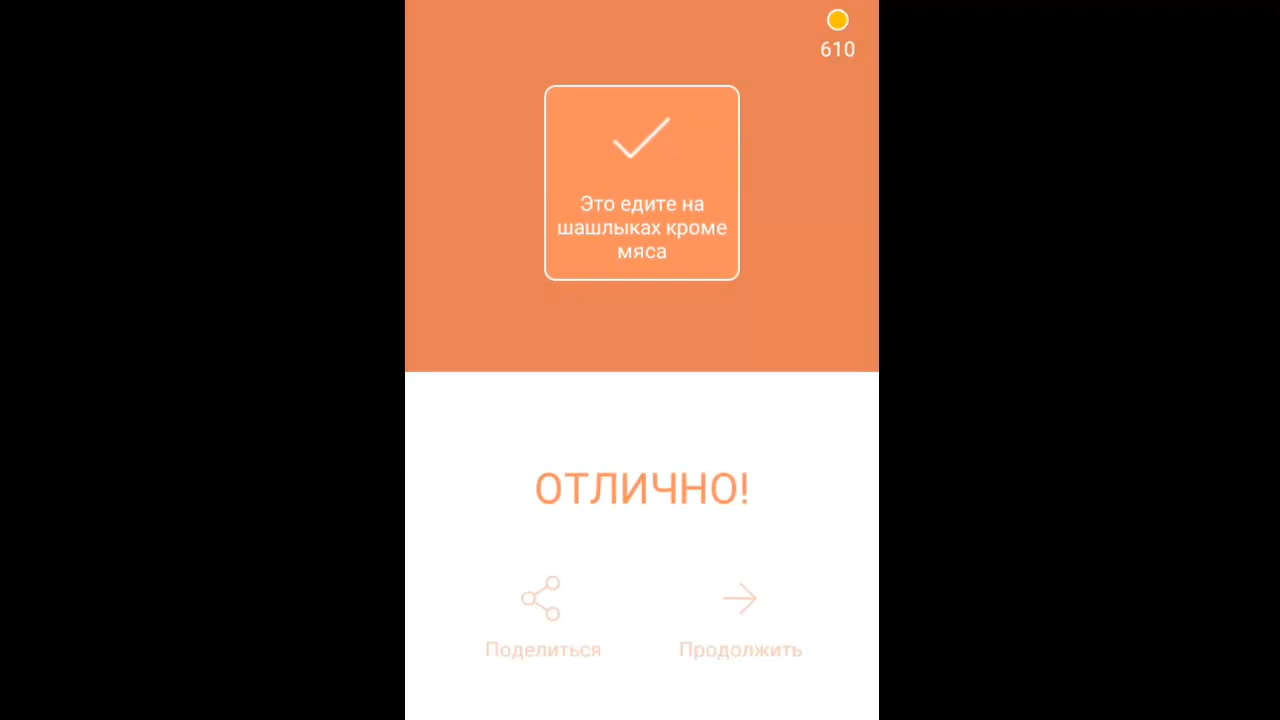 610
Это едите на
шашлыках кроме
мяса
ОТЛИЧНО!
Поделиться
Продолжить